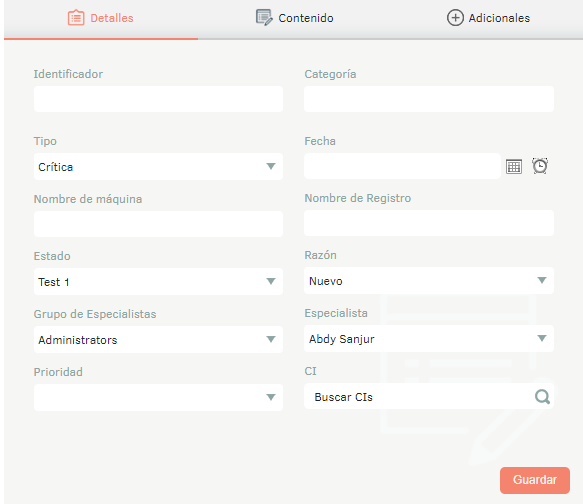 Detalles
Contenido
Adicionales
Identificador
Categoría
Tipo
Fecha
Crítica
Nombre de máquina
Nombre de Registro
Estado
Razón
Test 1
Nuevo
Grupo de Especialistas
Especialista
Administrators
Abdy Sanjur
Prioridad
CI
Buscar CIs
Guardar